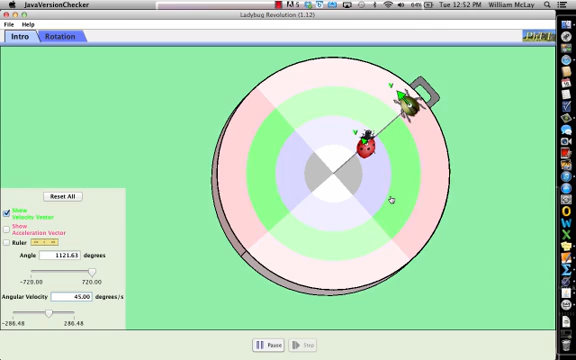 JavaVersionChecker
64%
Tue 12:52 PM William McLay
Ladybug Revolution (1.12)
File Help
Intro Rotation
v
v
Reset All
Show
Velocity Vector
Show
Acceleration Vector
Ruler
Angle 1121.63 degrees
-720.00 720.00
Angular Velocity 45.00 degrees/s
-286.48 286.48
Pause Step